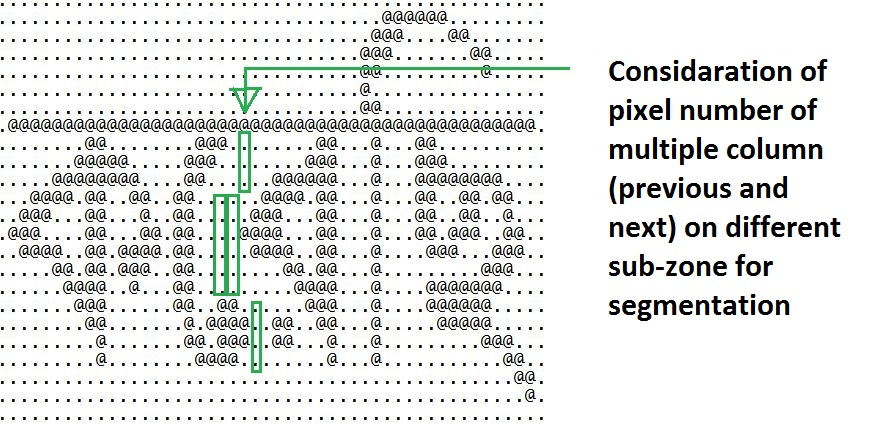 Considaration of
pixel number of
multiple column
(previous and
next) on different
sub-zone for
segmentation